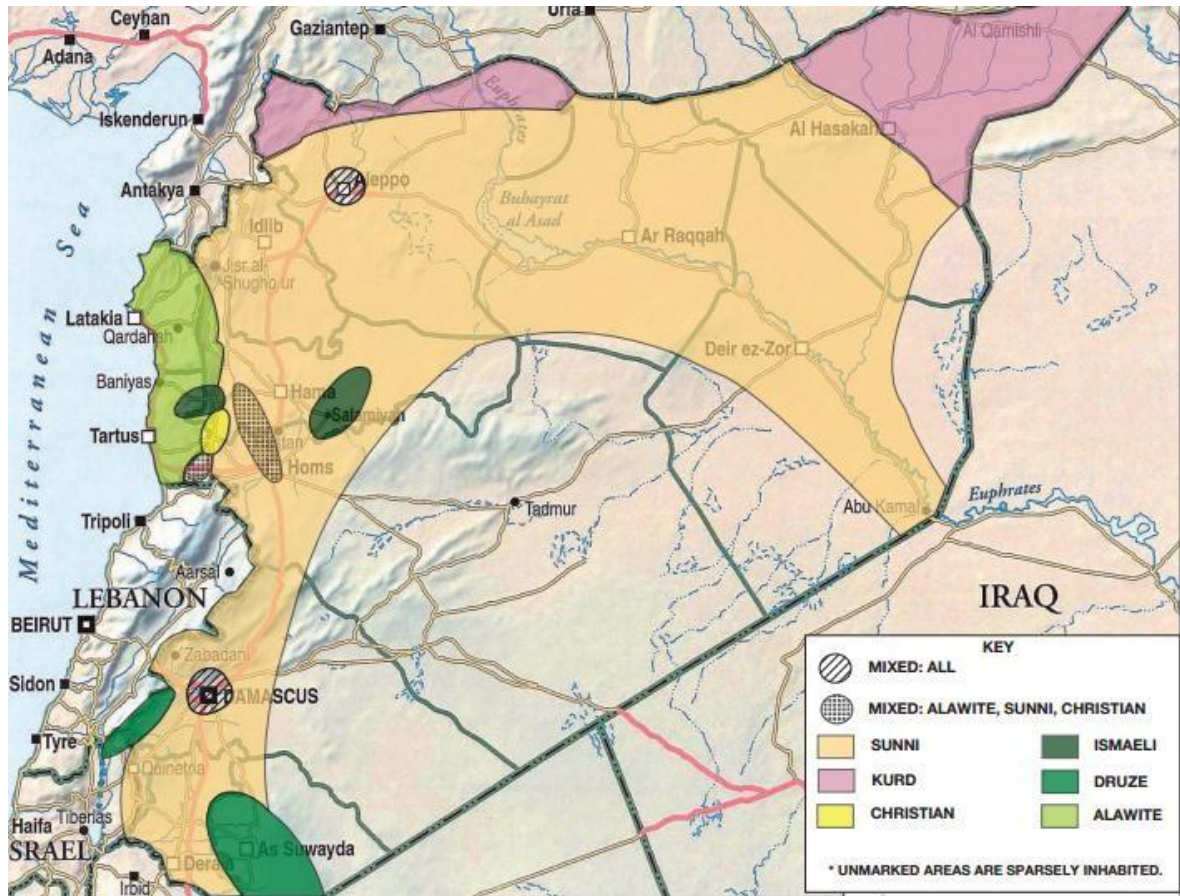 Ceyhan
Gaziantep
Urfa
Adana
Al Qamishli
Euphrates
Iskenderun
Al Hasakah
Antakya
Aleppo
Buhayrat
al Asad
Mediterranean Sea
Idlib
Ar Raqqah
Jisr al-
Shughour
Latakia
Qardahah
Deir ez-Zor
Baniyas
Hama
Salamiyah
Tartus
Homs
Tadmur
Abu Kamal
Euphrates
Tripoli
Aarsal
LEBANON
IRAQ
BEIRUT
Zabadani
Sidon
DAMASCUS
Tyre
Quinetria
Tiberias
Haifa
SRAEL
As Suwayda
Deraa
Irbid
KEY
MIXED: ALL
MIXED: ALAWITE, SUNNI, CHRISTIAN
SUNNI
ISMAELI
KURD
DRUZE
CHRISTIAN
ALAWITE
* UNMARKED AREAS ARE SPARSELY INHABITED.